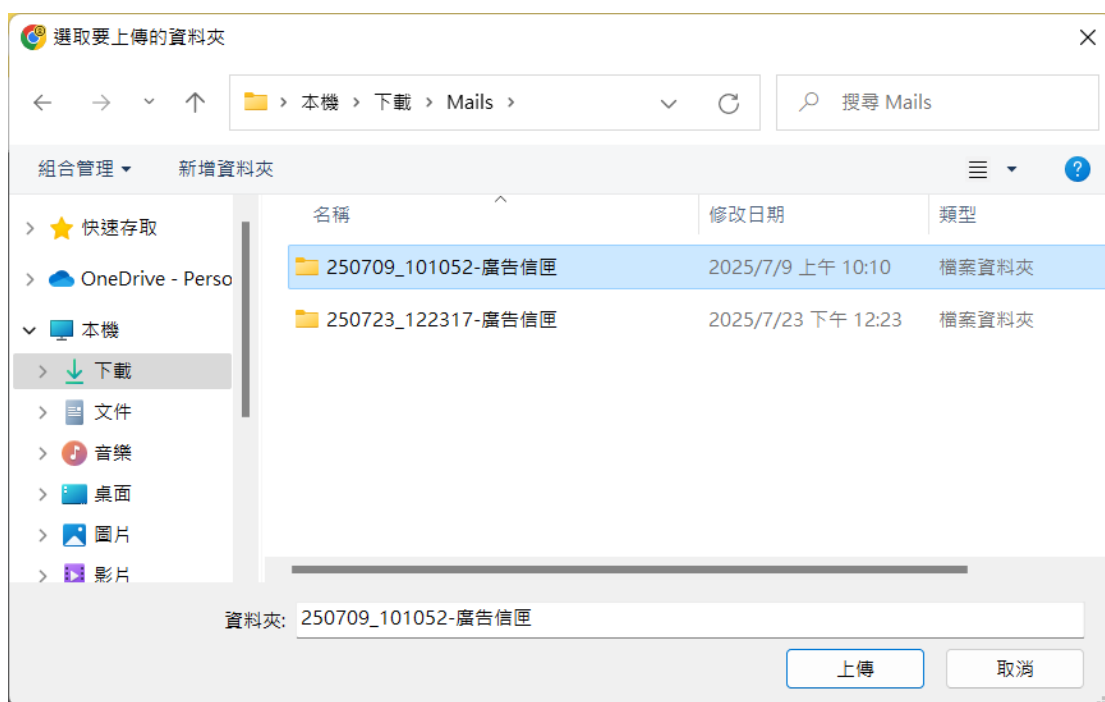 選取要上傳的資料夾
本機 › 下載 › Mails ›
搜尋 Mails
組合管理 新增資料夾
名稱 修改日期 類型
快速存取
OneDrive - Perso
本機
下載
文件
音樂
桌面
圖片
影片
250709_101052-廣告信匣 2025/7/9 上午 10:10 檔案資料夾
250723_122317-廣告信匣 2025/7/23 下午 12:23 檔案資料夾
資料夾: 250709_101052-廣告信匣
上傳 取消